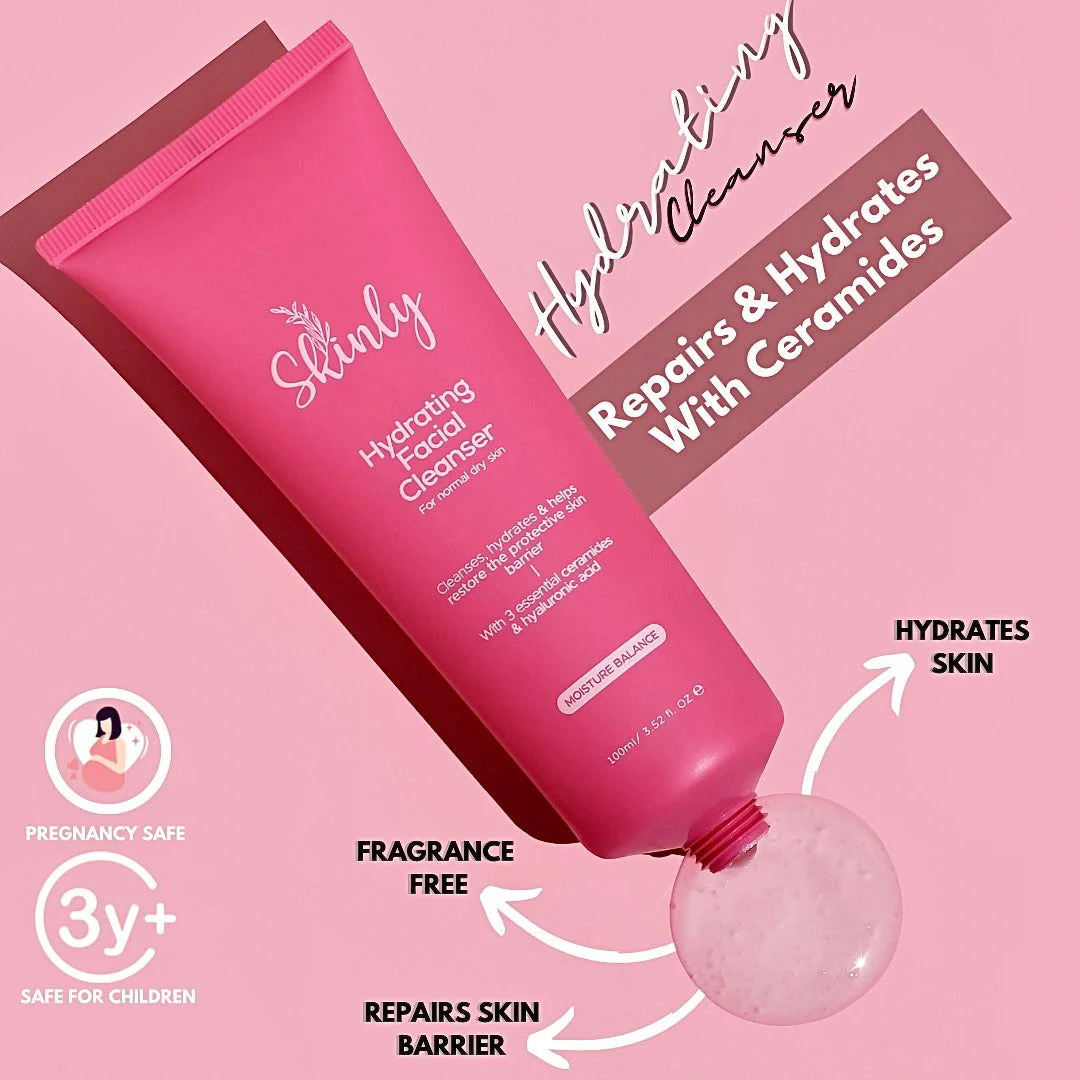 Hydrating
Cleanser
Repairs & Hydrates
With Ceramides
Skinly
Hydrating
Facial
Cleanser
For normal dry skin
Cleanses, hydrates & helps
restore the protective skin
barrier
With 3 essential ceramides
& hyaluronic acid
MOISTURE BALANCE
100ml/ 3.52 fl. oz ℮
HYDRATES
SKIN
PREGNANCY SAFE
3y+
SAFE FOR CHILDREN
FRAGRANCE
FREE
REPAIRS SKIN
BARRIER